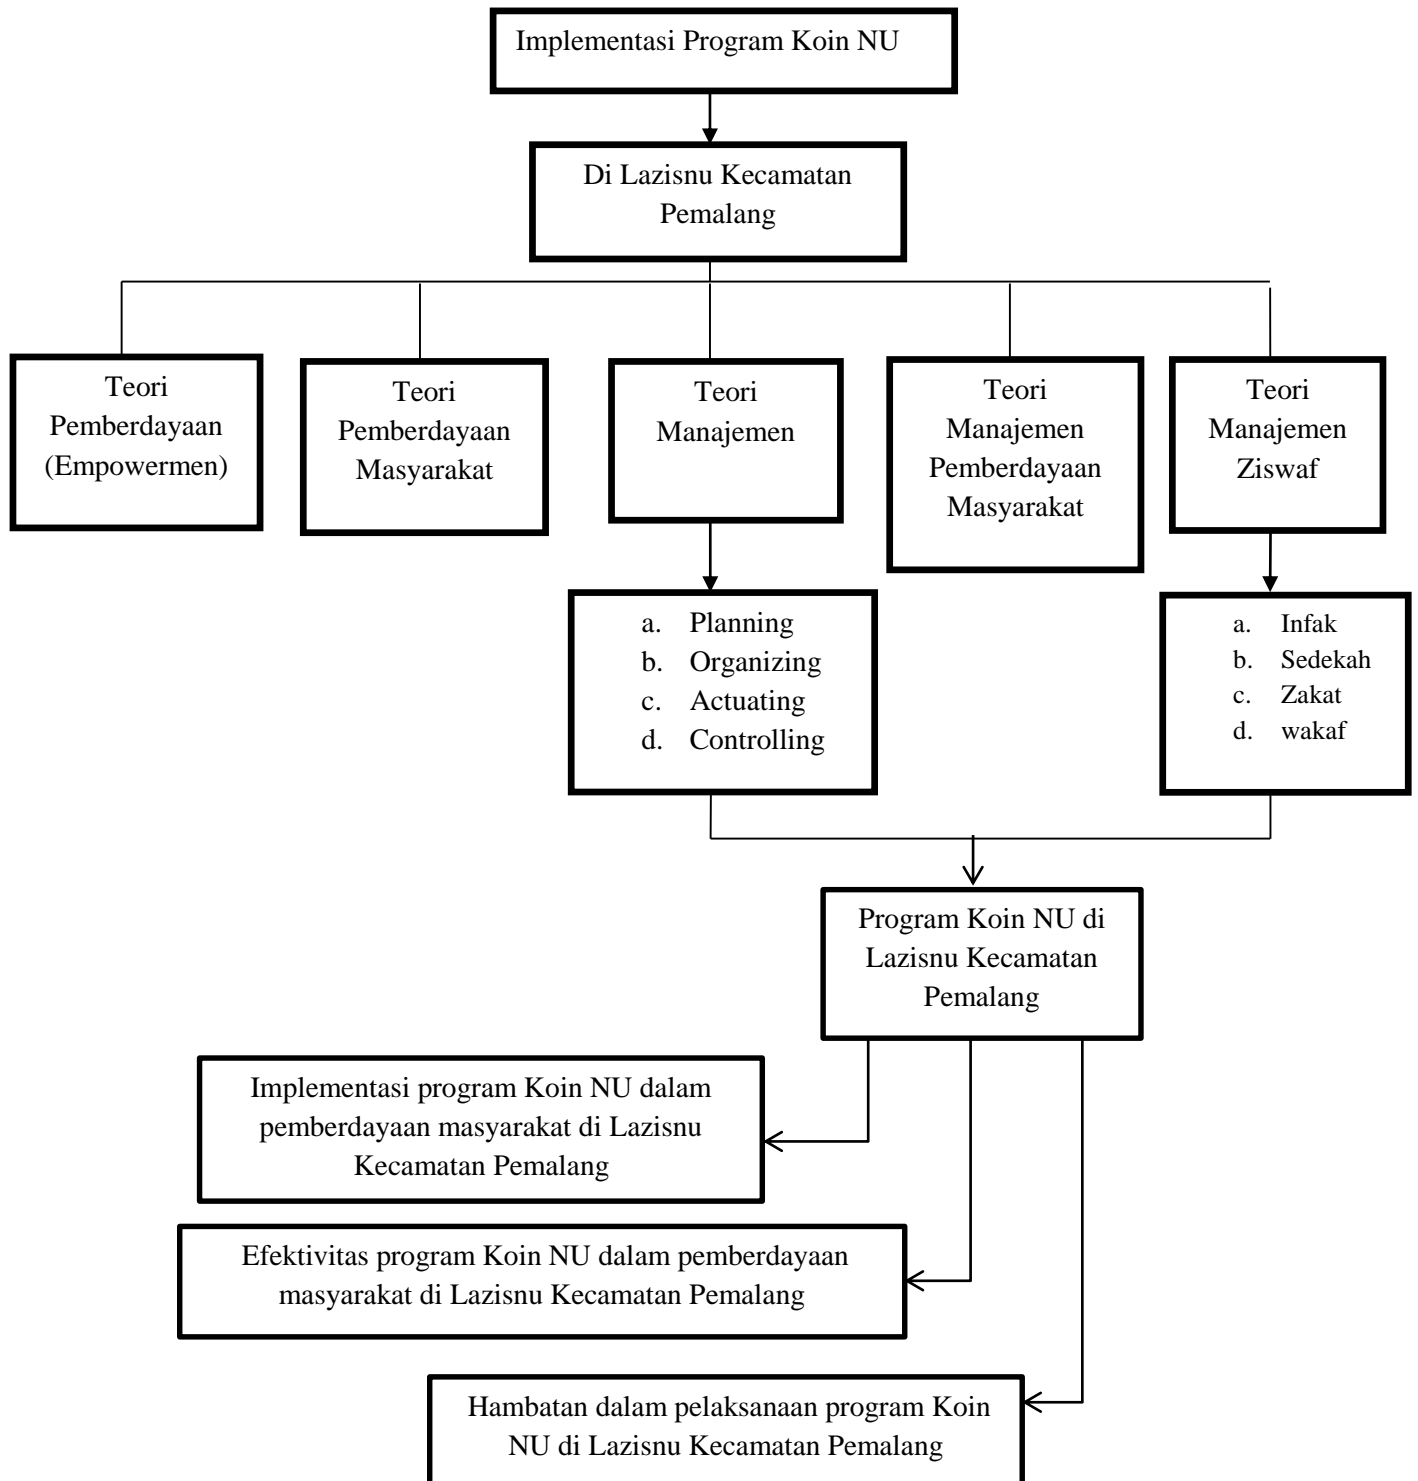 Implementasi Program Koin NU
Di Lazisnu Kecamatan
Pemalang
Teori
Pemberdayaan
(Empowermen)
Teori
Pemberdayaan
Masyarakat
Teori
Manajemen
Teori
Manajemen
Pemberdayaan
Masyarakat
Teori
Manajemen
Ziswaf
a. Planning
b. Organizing
c. Actuating
d. Controlling
a. Infak
b. Sedekah
c. Zakat
d. wakaf
Program Koin NU di
Lazisnu Kecamatan
Pemalang
Implementasi program Koin NU dalam
pemberdayaan masyarakat di Lazisnu
Kecamatan Pemalang
Efektivitas program Koin NU dalam pemberdayaan
masyarakat di Lazisnu Kecamatan Pemalang
Hambatan dalam pelaksanaan program Koin
NU di Lazisnu Kecamatan Pemalang